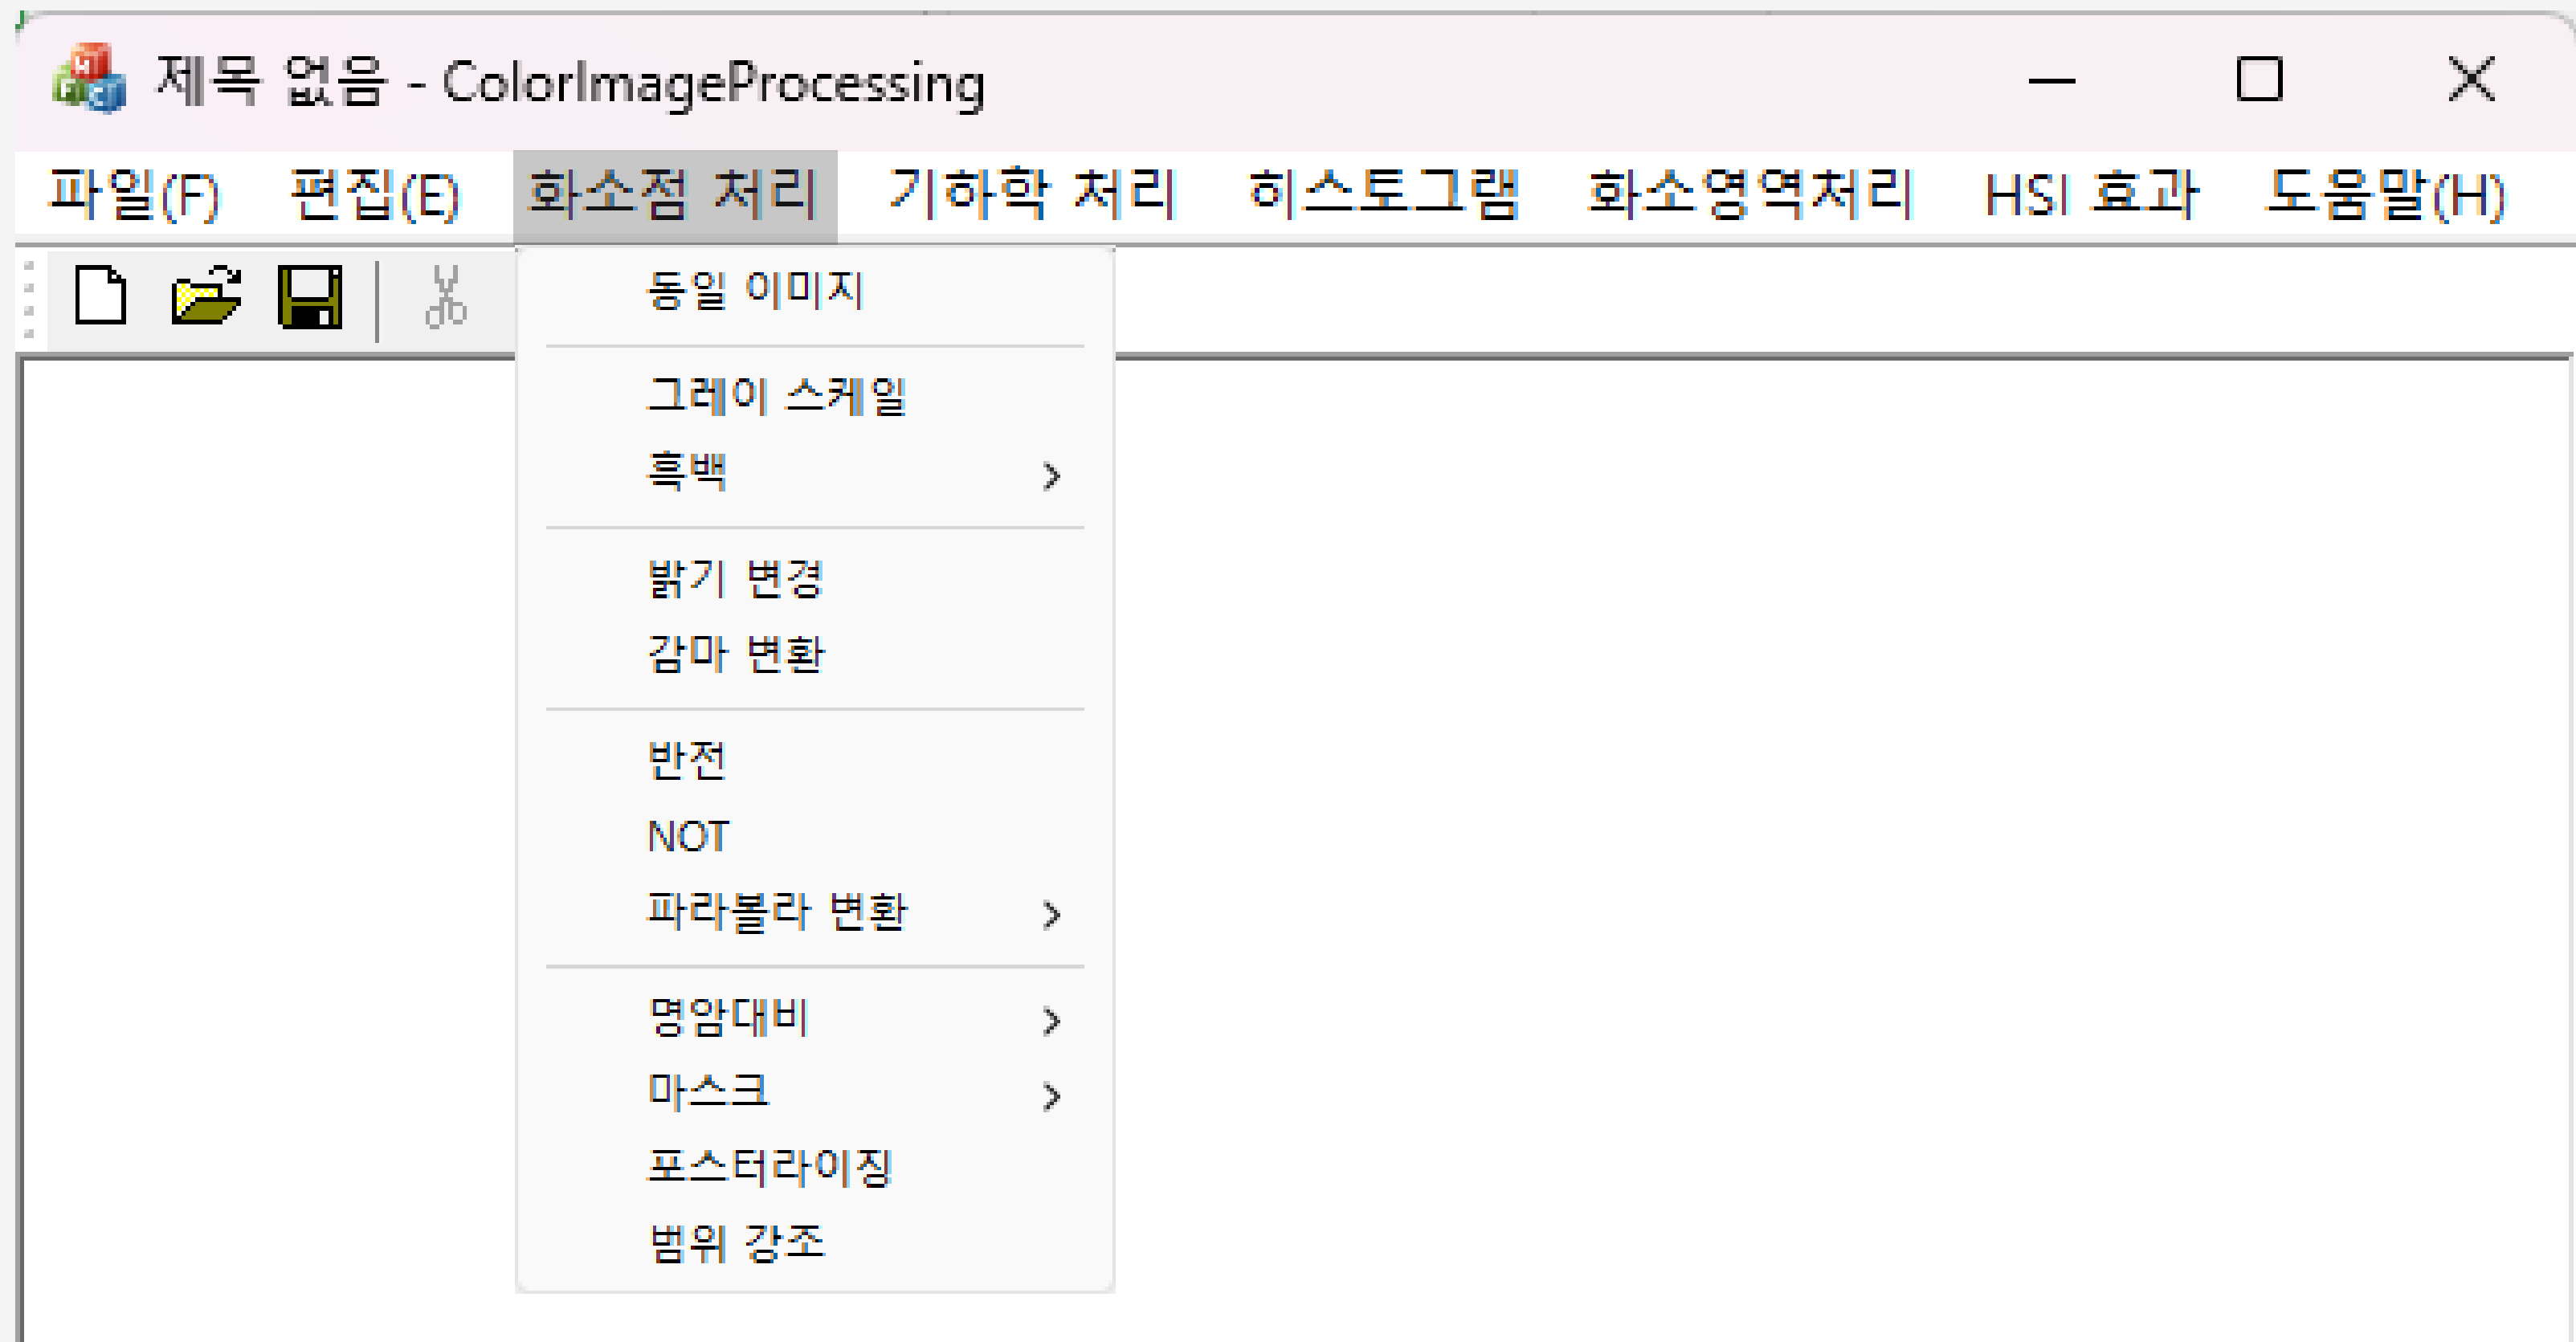 제목 없음 - ColorImageProcessing
파일(F) 편집(E) 화소점 처리 기하학 처리 히스토그램 화소영역처리 HSI 효과 도움말(H)
동일 이미지
그레이 스케일
흑백
밝기 변경
감마 변환
반전
NOT
파라볼라 변환
명암대비
마스크
포스터라이징
범위 강조